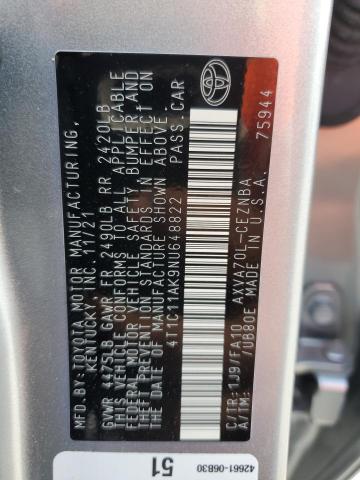 MFD. BY: TOYOTA MOTOR MANUFACTURING,
KENTUCKY, INC. 11/21
GVWR 4475LB GAWR FR 2490LB RR 2420LB
THIS VEHICLE CONFORMS TO ALL APPLICABLE
FEDERAL MOTOR VEHICLE SAFETY, BUMPER, AND
THEFT PREVENTION STANDARDS IN EFFECT ON
THE DATE OF MANUFACTURE SHOWN ABOVE.
4T1C11AK9NU648822 PASS.CAR
C/TR: 1J9/FA10 AXVA70L-CEZNBA
A/TM: /UB80E MADE IN U.S.A. 75944
51
42661-06B30